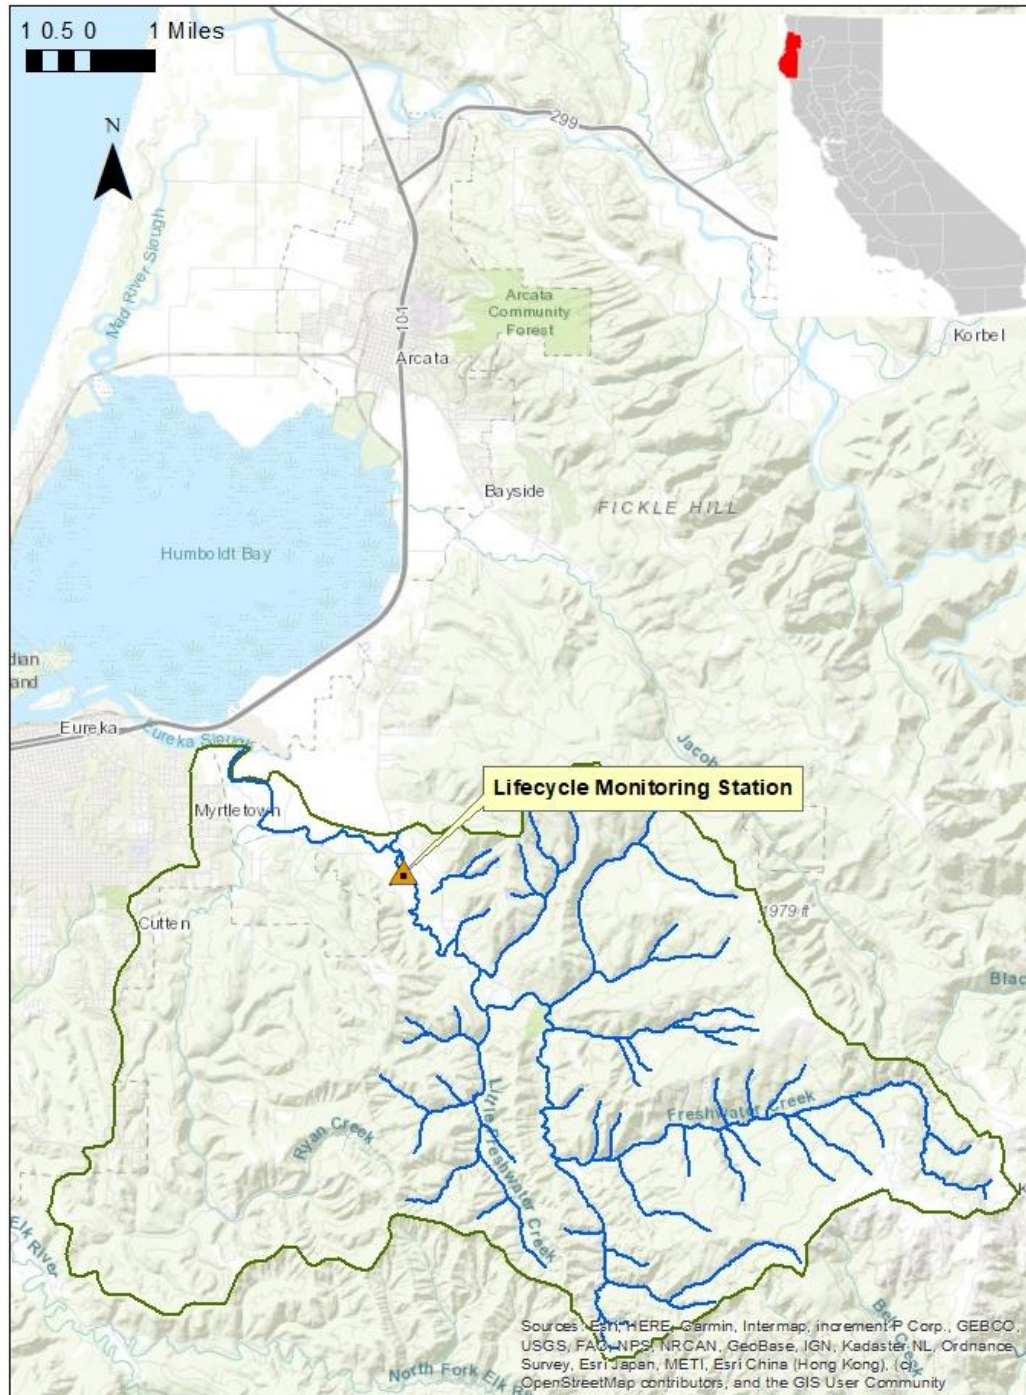 1 0.5 0 1 Miles
N
299
Mad River Slough
101
Arcata
Community
Forest
Korbel
Arcata
Bayside
FICKLE HILL
Humboldt Bay
dian
and
Eureka
Eureka Slough
Jacob
Lifecycle Monitoring Station
Myrtletown
1979 ft
Cutten
Blac
Little Freshwater Creek
Freshwater Creek
Ryan Creek
K
Elk River
Sources: Esri, HERE, Garmin, Intermap, increment P Corp., GEBCO,
USGS, FAO, NPS, NRCAN, GeoBase, IGN, Kadaster NL, Ordnance
Survey, Esri Japan, METI, Esri China (Hong Kong), (c)
OpenStreetMap contributors, and the GIS User Community
North Fork Elk R
Creek